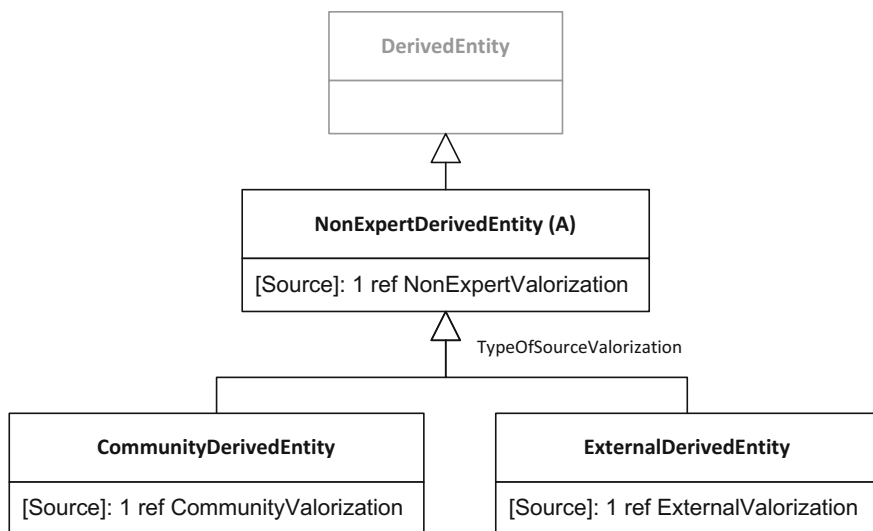 DerivedEntity
NonExpertDerivedEntity (A)
[Source]: 1 ref NonExpertValorization
TypeOfSourceValorization
CommunityDerivedEntity
[Source]: 1 ref CommunityValorization
ExternalDerivedEntity
[Source]: 1 ref ExternalValorization